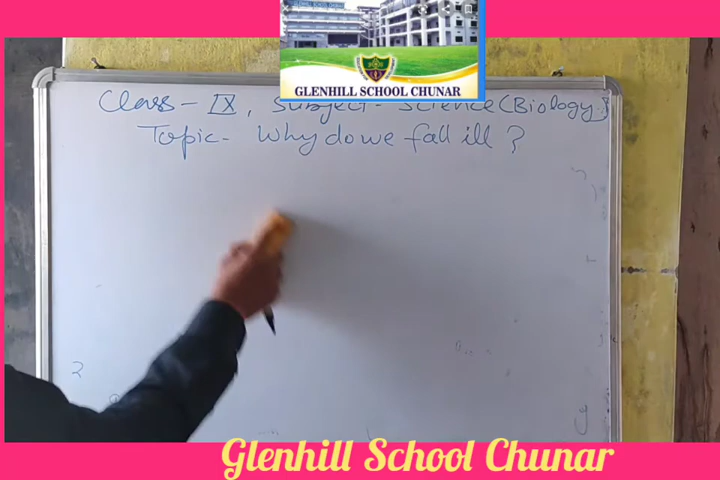 GLENHILL SCHOOL CHUNAR
Class - IX, Subject - Science (Biology)
Topic - Why do we fall ill ?
Glenhill School Chunar